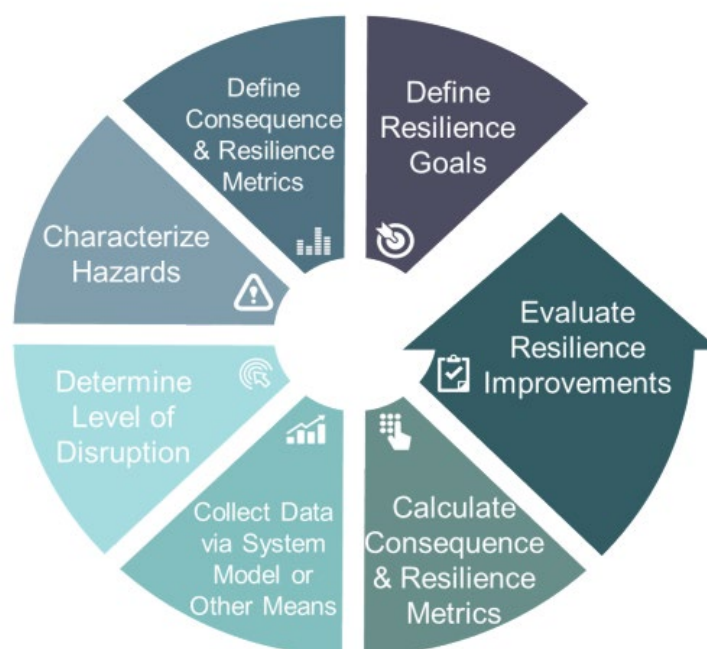 Define
Resilience
Goals
Define
Consequence
& Resilience
Metrics
Characterize
Hazards
Determine
Level of
Disruption
Collect Data
via System
Model or
Other Means
Calculate
Consequence
& Resilience
Metrics
Evaluate
Resilience
Improvements